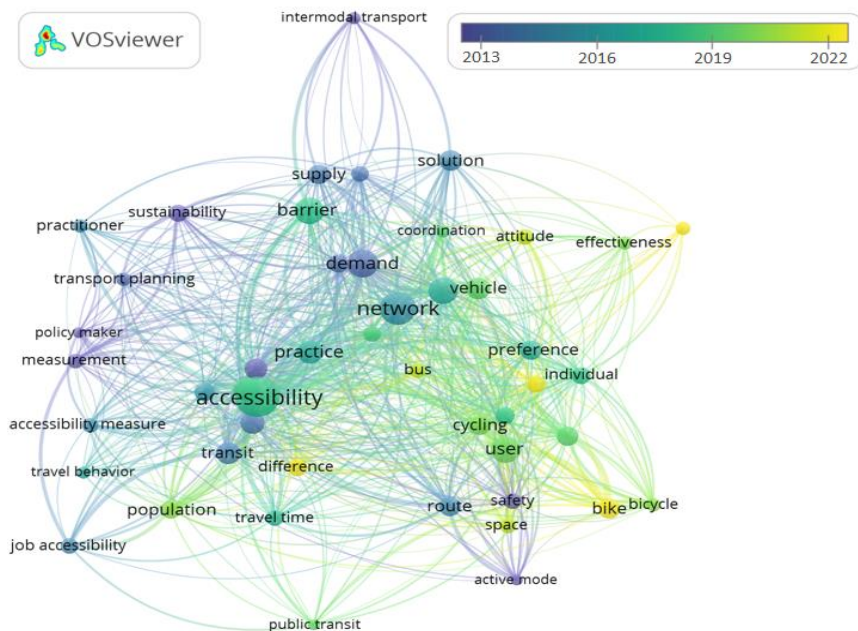 intermodal transport
VOSviewer
2013 2016 2019 2022
supply
solution
barrier
sustainability
practitioner
coordination
attitude
effectiveness
demand
transport planning
vehicle
network
policy maker
measurement
practice
preference
bus
individual
accessibility
accessibility measure
cycling
user
transit
difference
travel behavior
safety
route
population
travel time
space
bike
bicycle
job accessibility
active mode
public transit